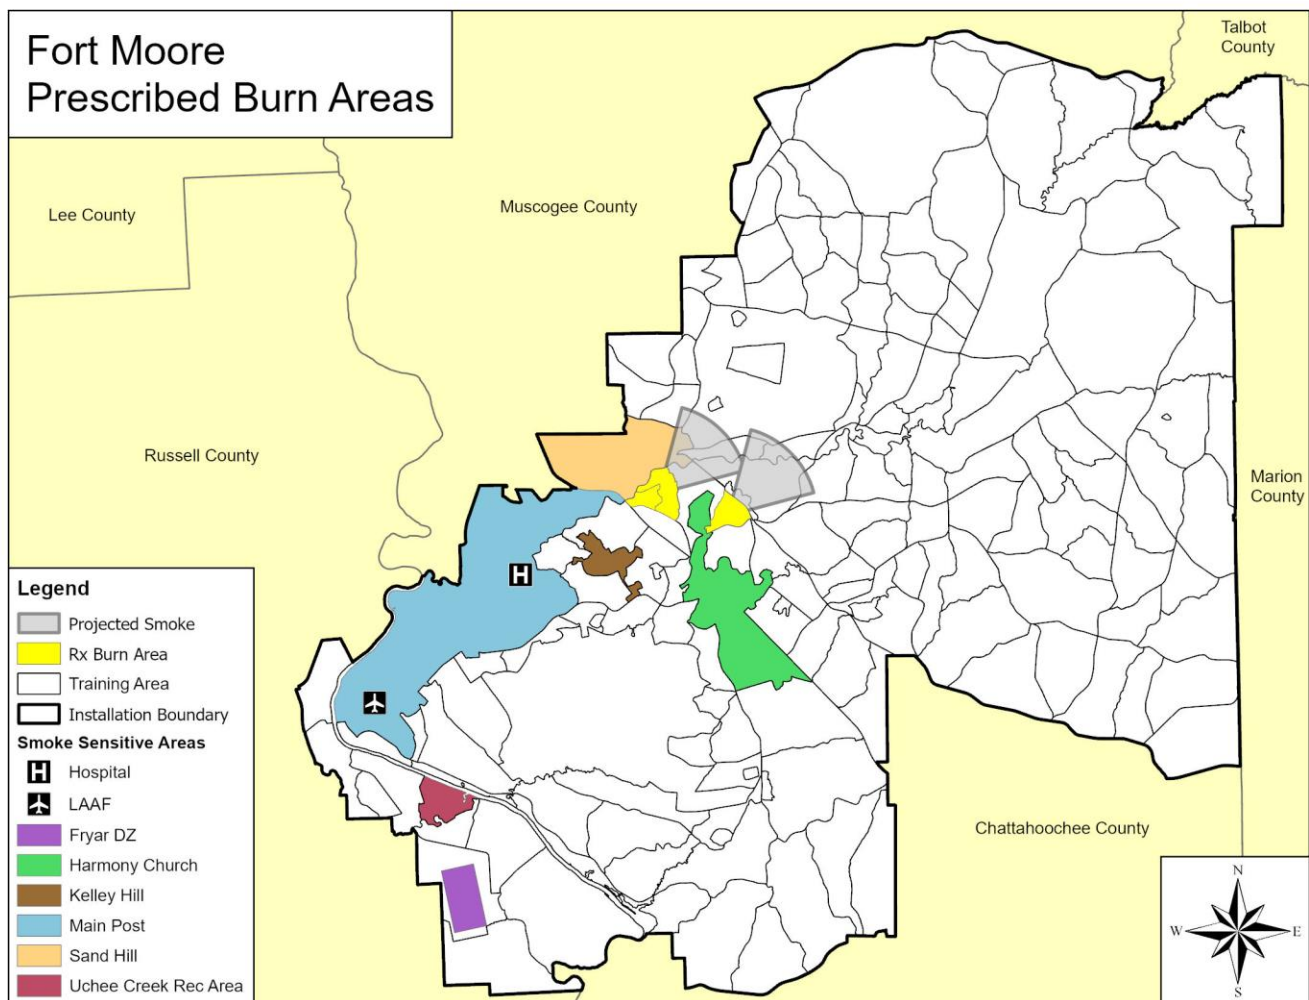 Fort Moore
Prescribed Burn Areas
Talbot
County
Lee County
Muscogee County
Russell County
Marion
County
Chattahoochee County
H
Legend
Projected Smoke
Rx Burn Area
Training Area
Installation Boundary
Smoke Sensitive Areas
H Hospital
LAAF
Fryar DZ
Harmony Church
Kelley Hill
Main Post
Sand Hill
Uchee Creek Rec Area
N
W E
S